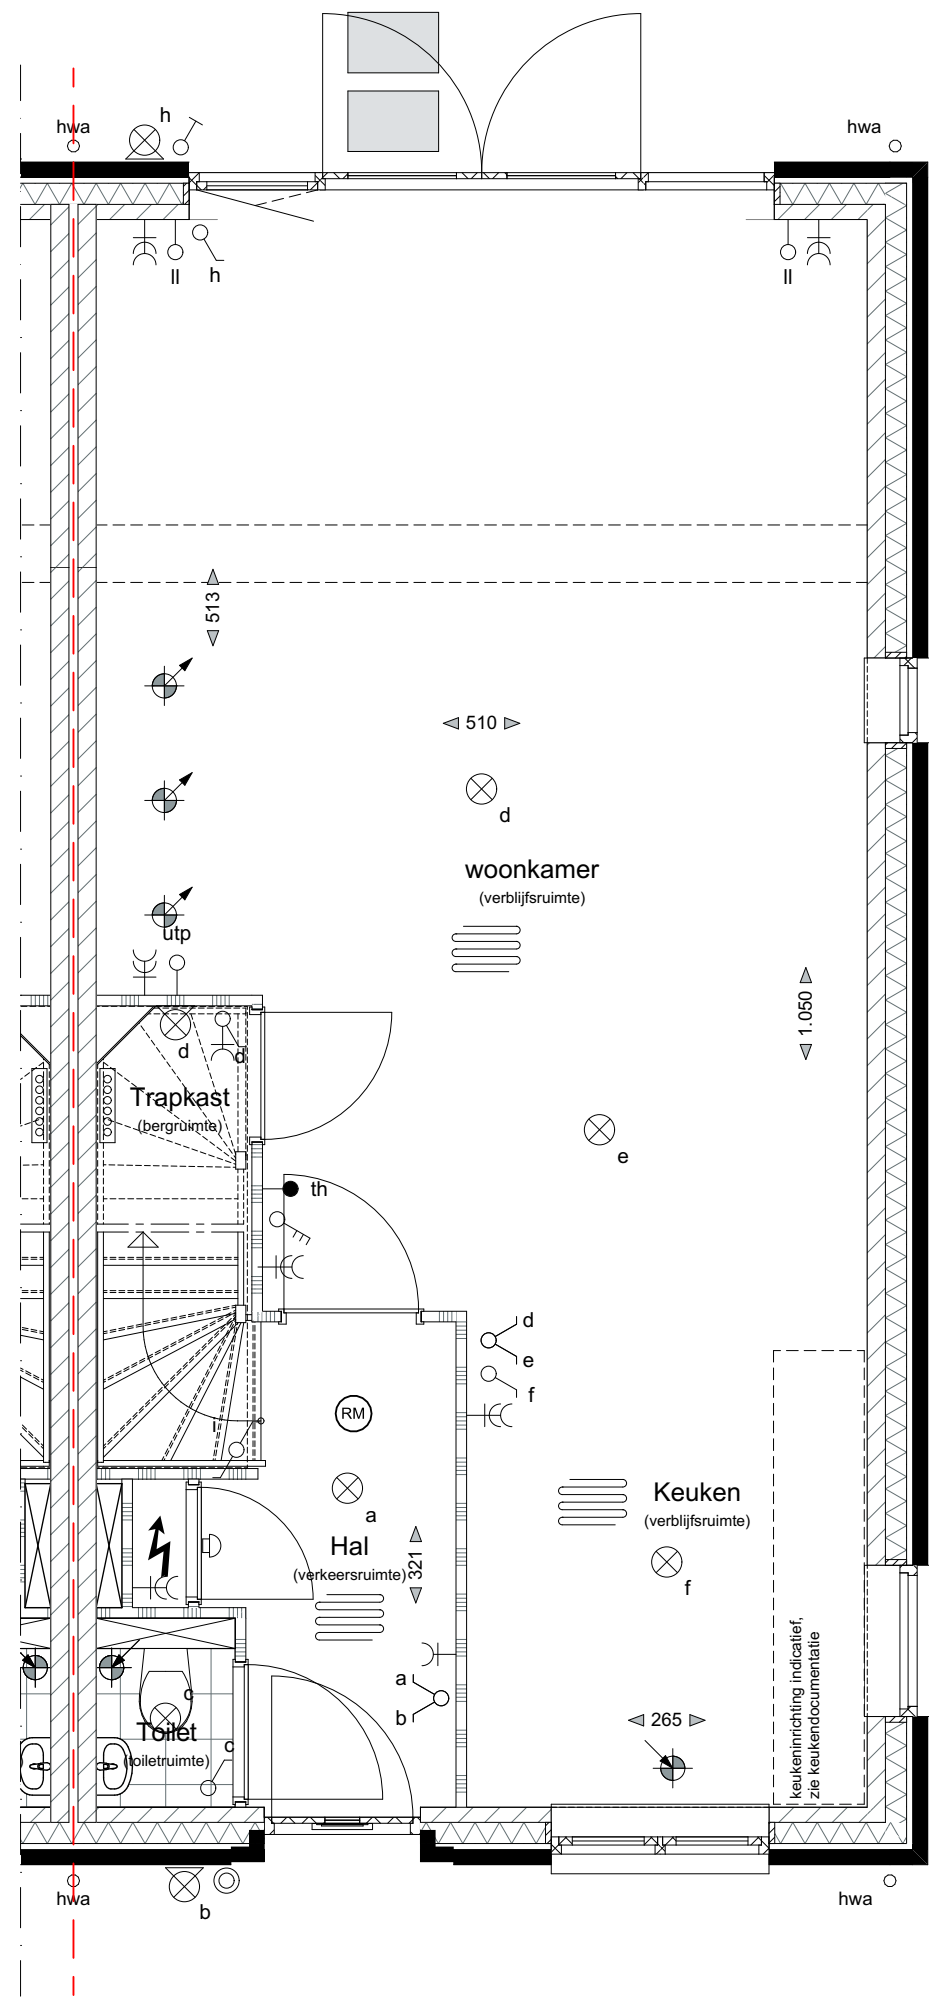 h
hwa
hwa
ll
h
ll
513
510
d
woonkamer
(verblijfsruimte)
utp
d
d
Trapkast
(bergruimte)
1.050
e
th
d
e
f
RM
i
a
Keuken
(verblijfsruimte)
Hal
(verkeersruimte)
321
f
a
b
c
Toilet
(toiletruimte)
c
265
keukeninrichting indicatief,
zie keukendocumentatie
hwa
b
hwa